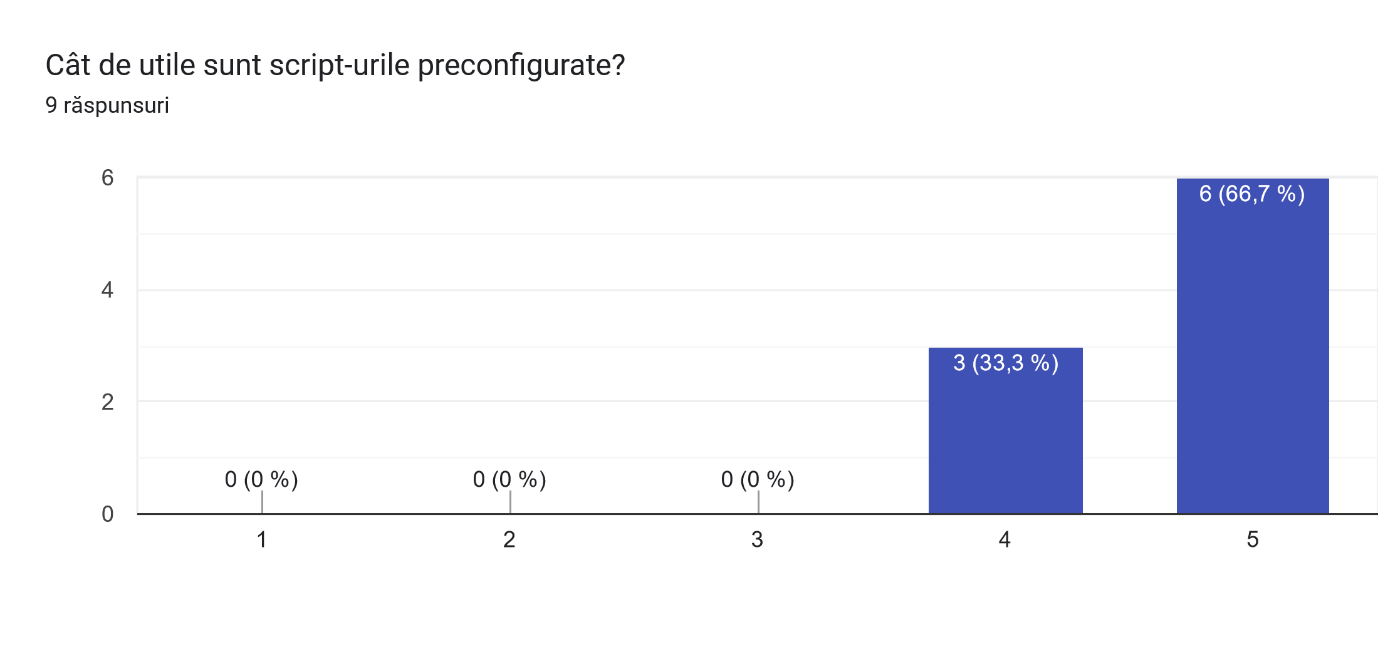 Cât de utile sunt script-urile preconfigurate?
9 răspunsuri
6
6 (66,7 %)
4
3 (33,3 %)
2
0 (0 %) 0 (0 %) 0 (0 %)
0
1 2 3 4 5